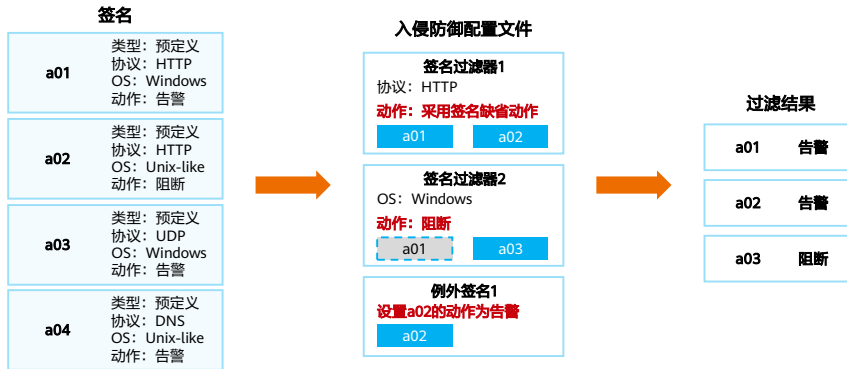 签名
a01
类型：预定义
协议：HTTP
OS：Windows
动作：告警
a02
类型：预定义
协议：HTTP
OS：Unix-like
动作：阻断
a03
类型：预定义
协议：UDP
OS：Windows
动作：告警
a04
类型：预定义
协议：DNS
OS：Unix-like
动作：告警
入侵防御配置文件
签名过滤器1
协议：HTTP
动作：采用签名缺省动作
a01 a02
签名过滤器2
OS：Windows
动作：阻断
a01 a03
例外签名1
设置a02的动作为告警
a02
过滤结果
a01 告警
a02 告警
a03 阻断